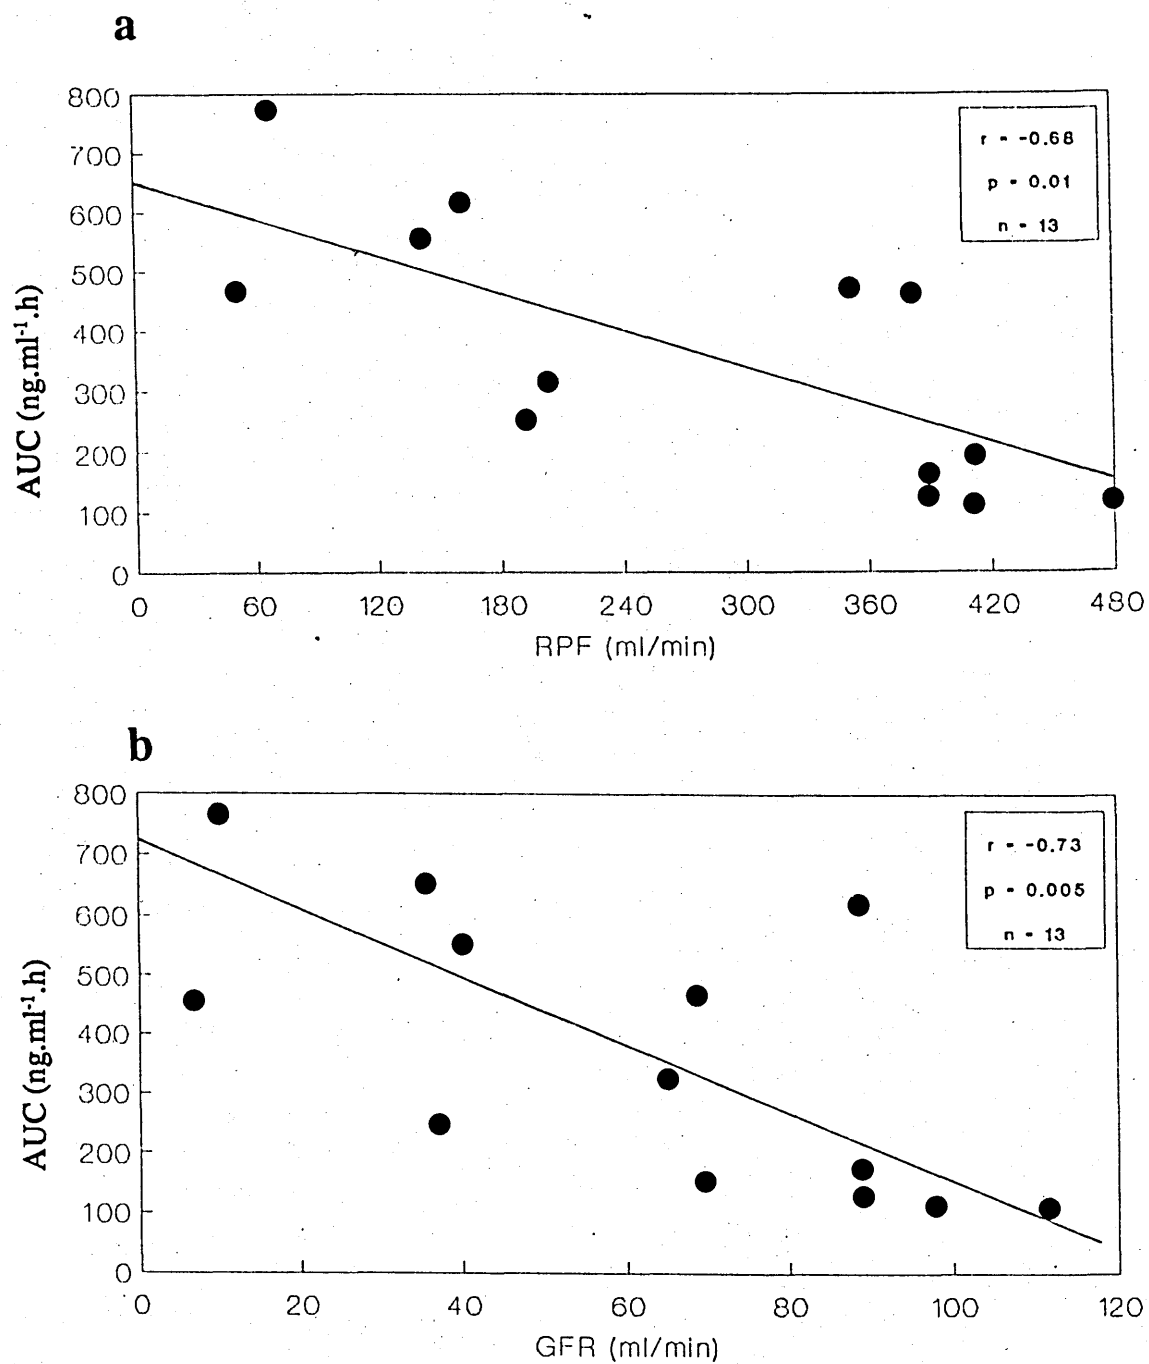 a
800
700
600
500
400
300
200
100
0
AUC (ng.ml-1.h)
r = -0.68
p = 0.01
n = 13
0 60 120 180 240 300 360 420 480
RPF (ml/min)
b
800
700
600
500
400
300
200
100
0
AUC (ng.ml-1.h)
r = -0.73
p = 0.005
n = 13
0 20 40 60 80 100 120
GFR (ml/min)